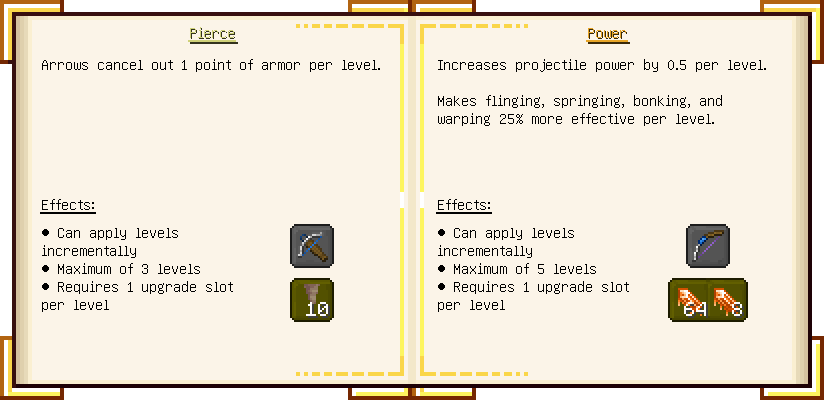 Pierce
Arrows cancel out 1 point of armor per level.
Effects:
● Can apply levels
incrementally
● Maximum of 3 levels
● Requires 1 upgrade slot
per level
10
Power
Increases projectile power by 0.5 per level.
Makes flinging, springing, bonking, and
warping 25% more effective per level.
Effects:
● Can apply levels
incrementally
● Maximum of 5 levels
● Requires 1 upgrade slot
per level
64 8